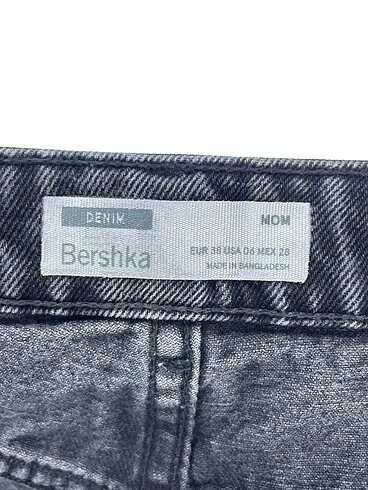 DENIM
MOM
Bershka
EUR 38 USA 06 MEX 28
MADE IN BANGLADESH